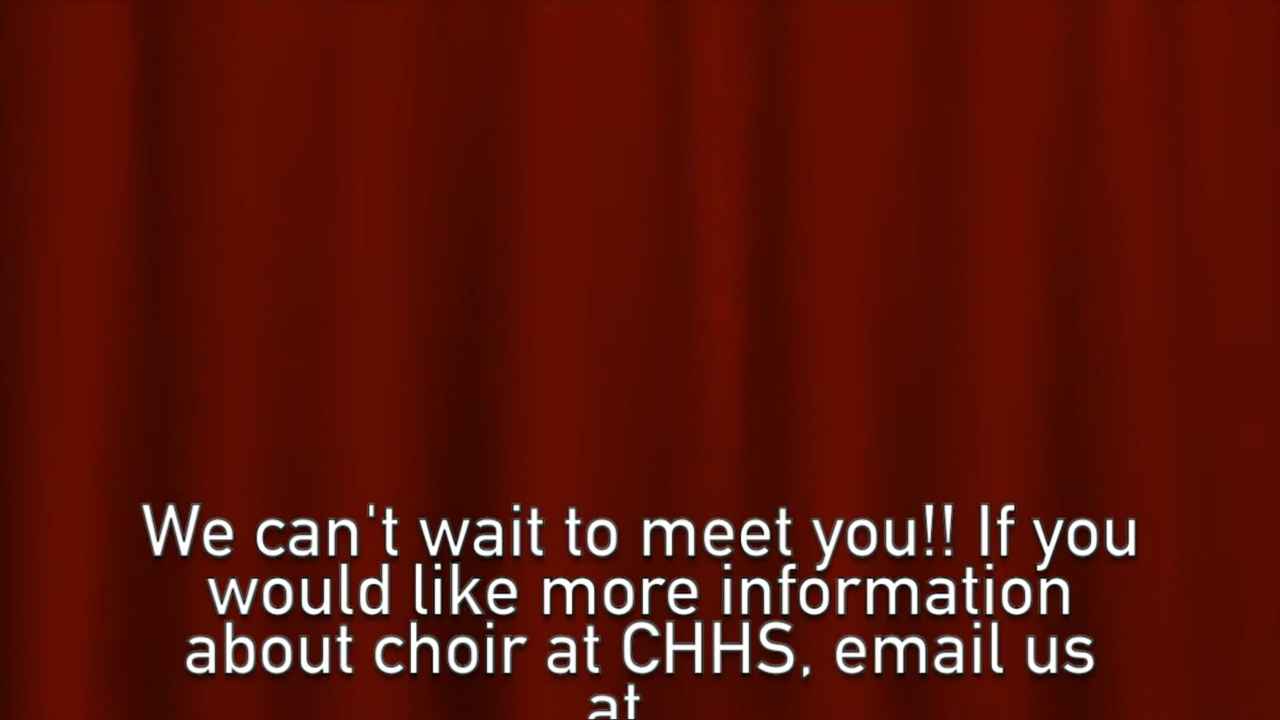 We can't wait to meet you!! If you
would like more information
about choir at CHHS, email us
at